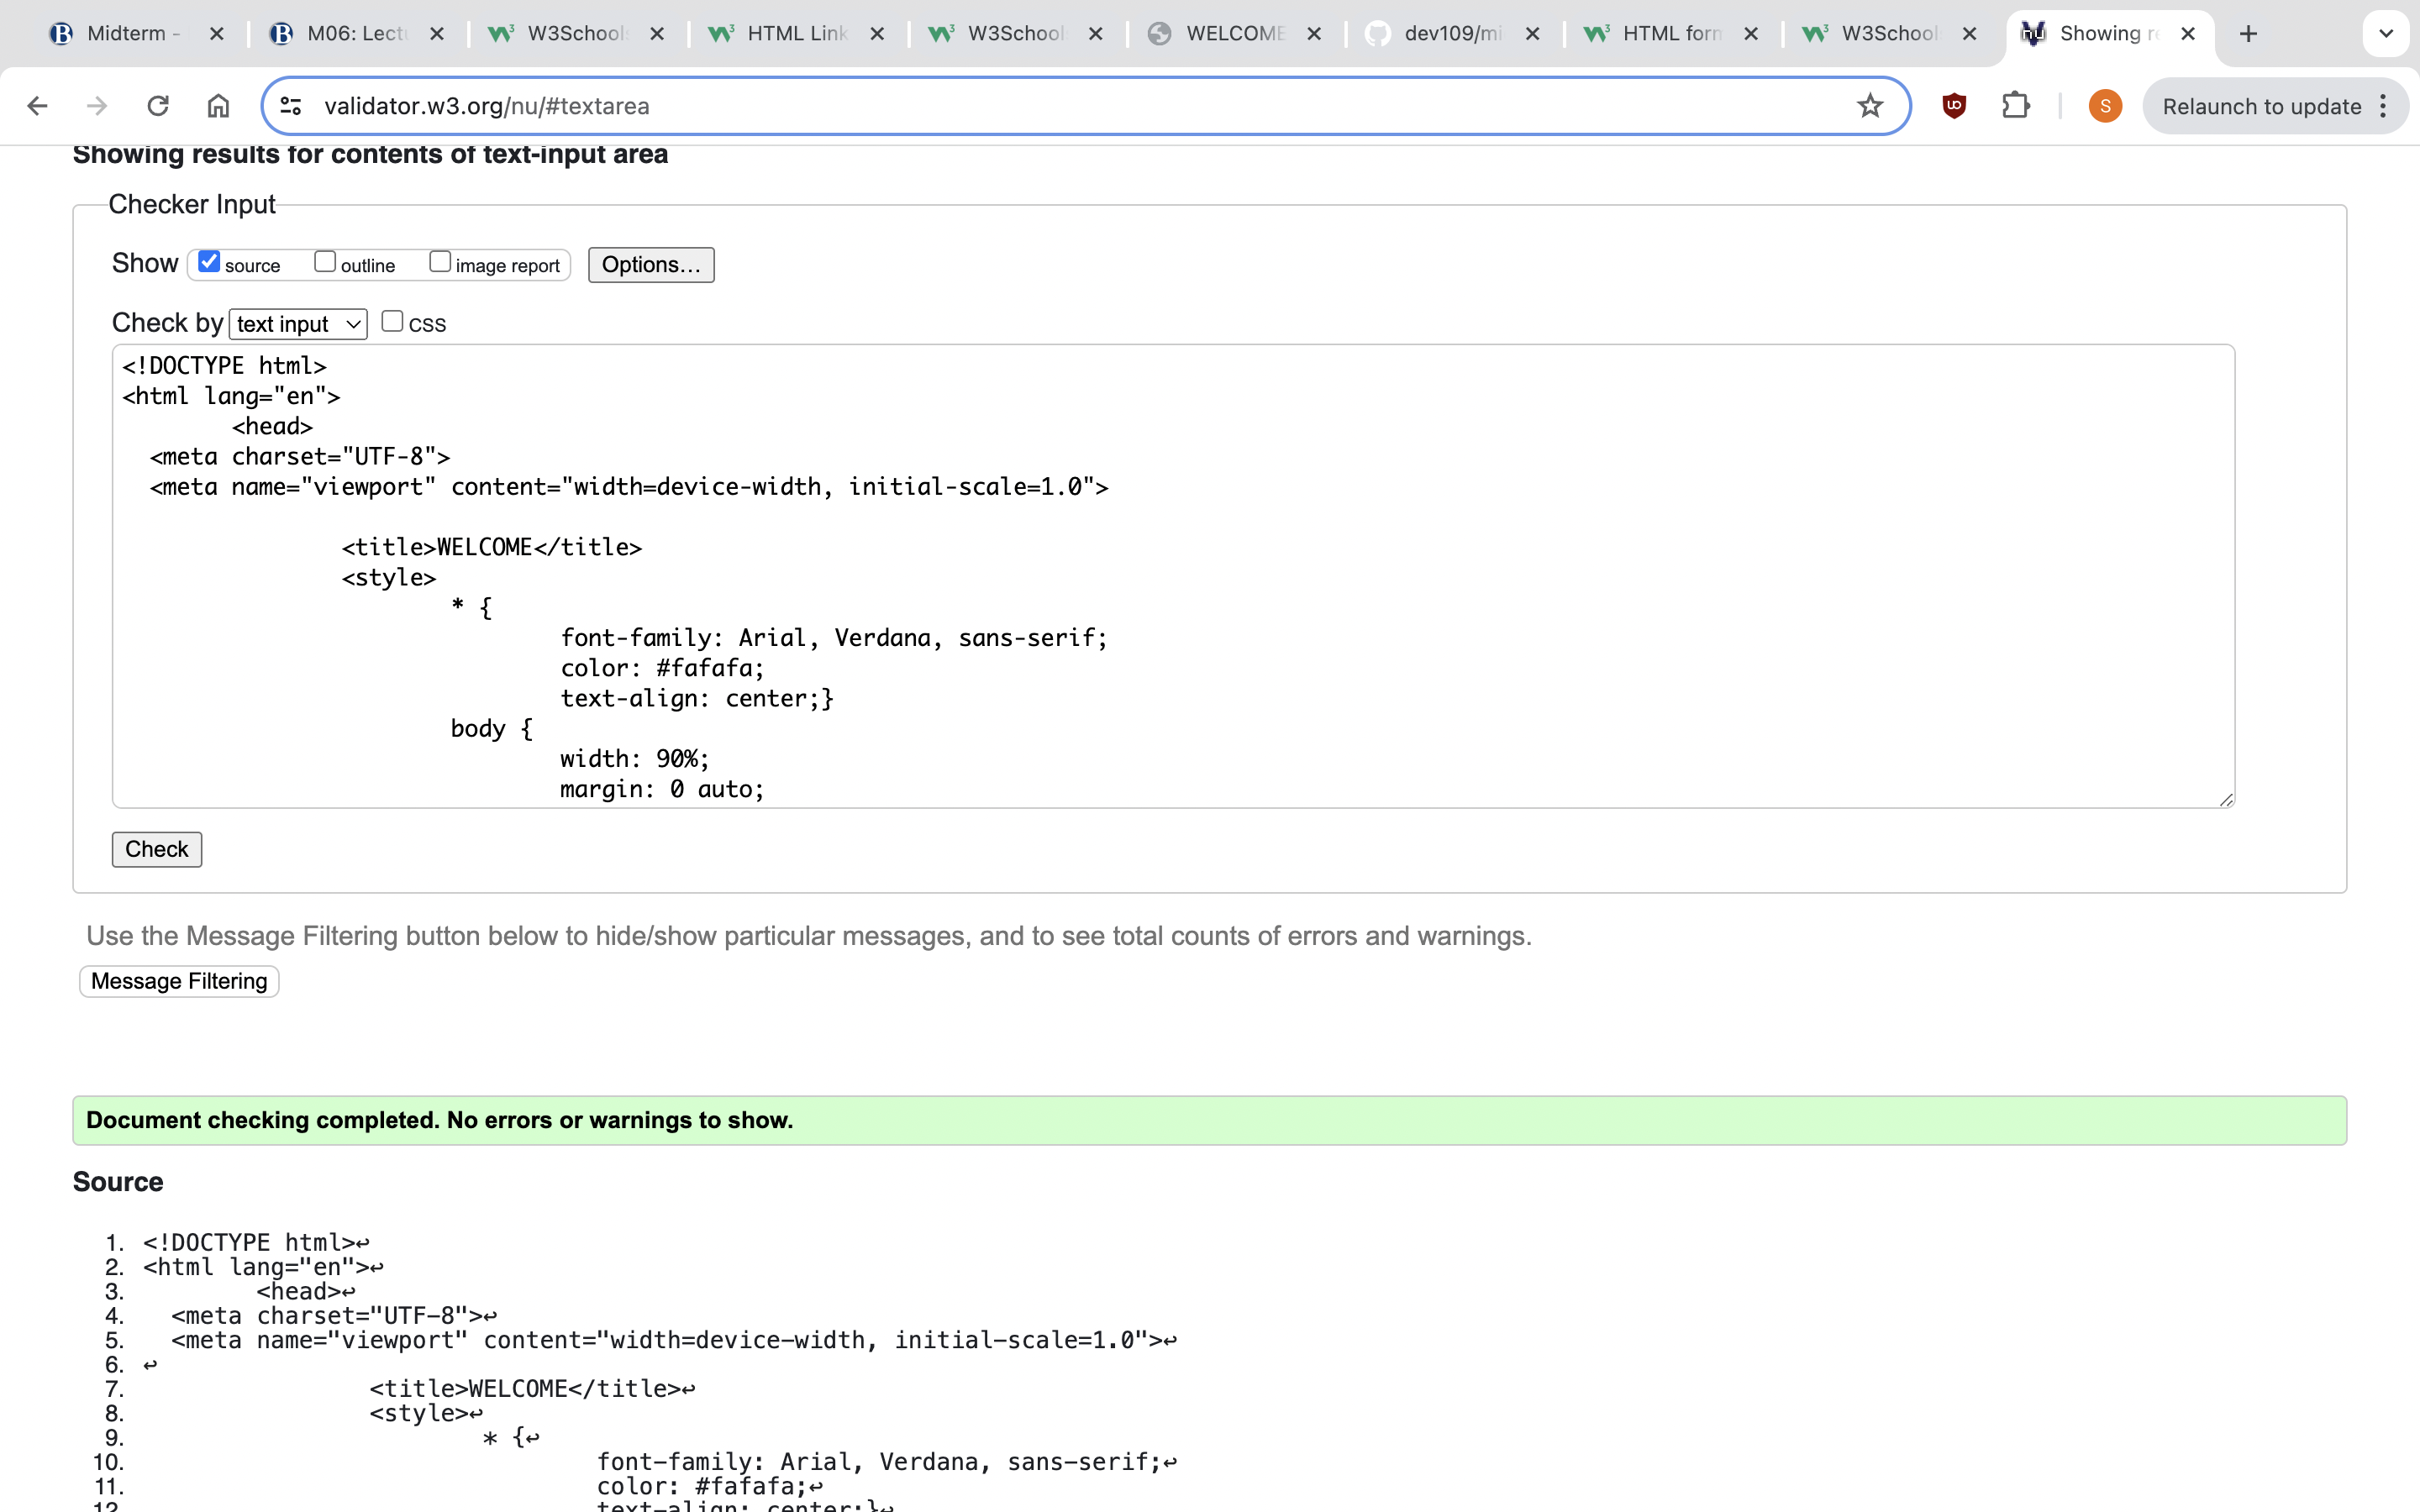 Midterm -
M06: Lect
W3School
HTML Link
W3School
WELCOME
dev109/mi
HTML form
W3School
Showing re
validator.w3.org/nu/#textarea
S
Relaunch to update
Showing results for contents of text-input area
Checker Input
Show source outline image report Options...
Check by text input CSS
<!DOCTYPE html>
<html lang="en">
<head>
<meta charset="UTF-8">
<meta name="viewport" content="width=device-width, initial-scale=1.0">
<title>WELCOME</title>
<style>
* {
font-family: Arial, Verdana, sans-serif;
color: #fafafa;
text-align: center;}
body {
width: 90%;
margin: 0 auto;
Check
Use the Message Filtering button below to hide/show particular messages, and to see total counts of errors and warnings.
Message Filtering
Document checking completed. No errors or warnings to show.
Source
1. <!DOCTYPE html>↩
2. <html lang="en">↩
3. <head>↩
4. <meta charset="UTF-8">↩
5. <meta name="viewport" content="width=device-width, initial-scale=1.0">↩
6. ↩
7. <title>WELCOME</title>↩
8. <style>↩
9. * {↩
10. font-family: Arial, Verdana, sans-serif;↩
11. color: #fafafa;↩
12. text-align: center;}↩